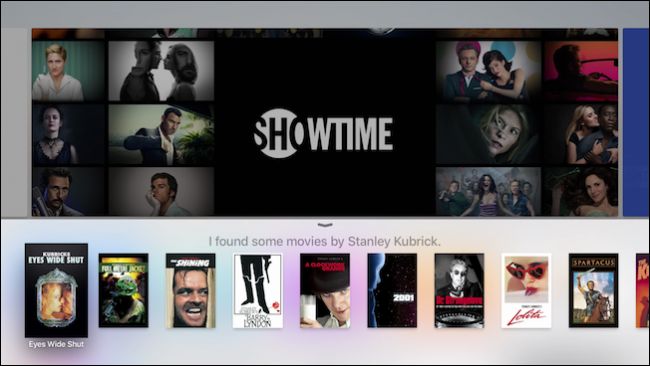 SHOWTIME
I found some movies by Stanley Kubrick.
KUBRICK'S
EYES WIDE SHUT
FULL METAL JACKET
THE SHINING
BARRY
LYNDON
A CLOCKWORK
ORANGE
2001
Dr. Strangelove
Lolita
SPARTACUS
Eyes Wide Shut